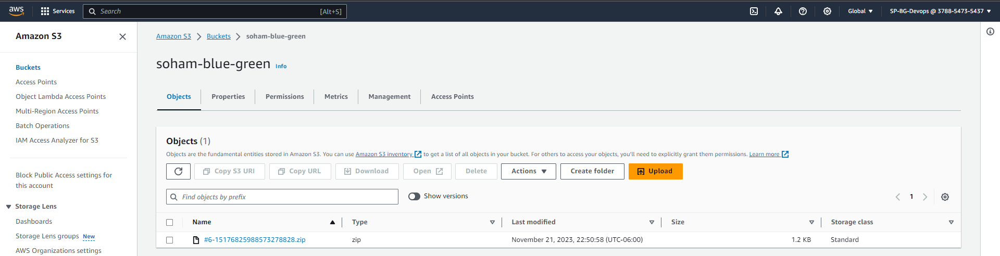 aws Services Search [Alt+S] Global SP-BG-Devops @ 3788-5473-5437
Amazon S3
Buckets
Access Points
Object Lambda Access Points
Multi-Region Access Points
Batch Operations
IAM Access Analyzer for S3
Block Public Access settings for
this account
Storage Lens
Dashboards
Storage Lens groups New
AWS Organizations settings
Amazon S3 Buckets soham-blue-green
soham-blue-green Info
Objects Properties Permissions Metrics Management Access Points
Objects (1)
Objects are the fundamental entities stored in Amazon S3. You can use Amazon S3 inventory to get a list of all objects in your bucket. For others to access your objects, you'll need to explicitly grant them permissions. Learn more
Copy S3 URI Copy URL Download Open Delete Actions Create folder Upload
Find objects by prefix Show versions 1
Name Type Last modified Size Storage class
#6-15176825988573278828.zip zip November 21, 2023, 22:50:58 (UTC-06:00) 1.2 KB Standard